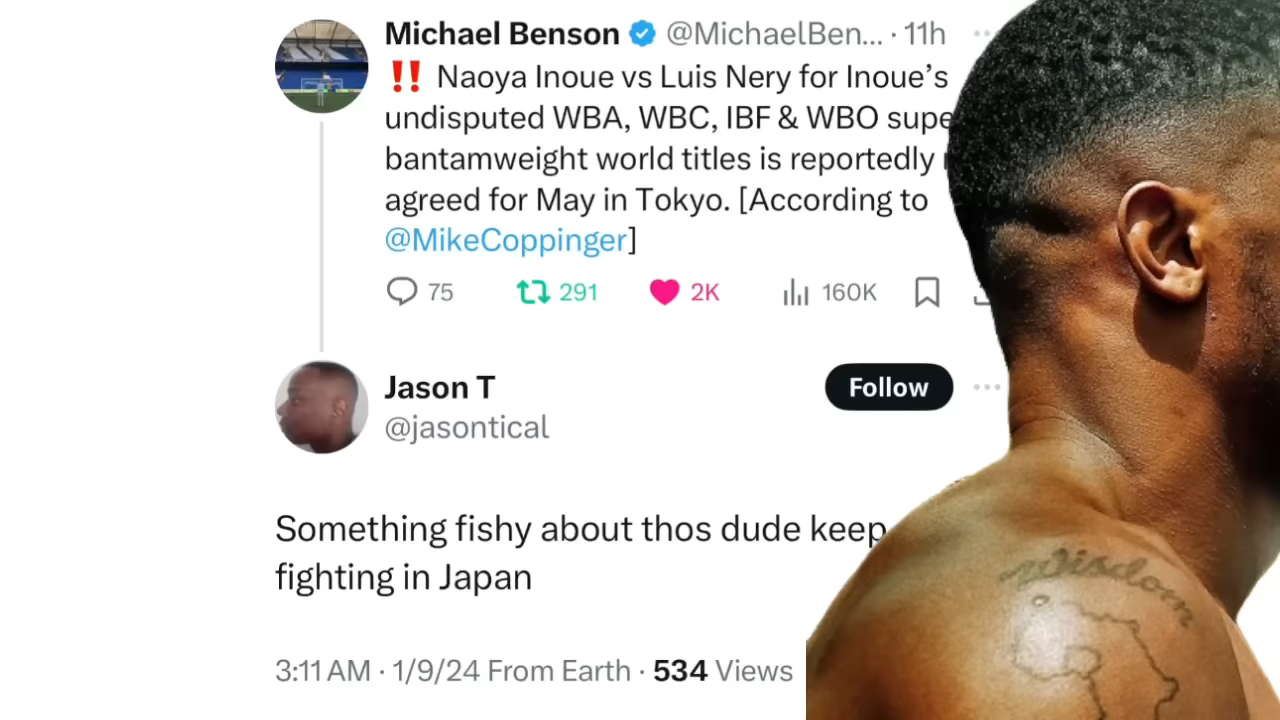 Michael Benson @MichaelBen... · 11h
‼️ Naoya Inoue vs Luis Nery for Inoue’s
undisputed WBA, WBC, IBF & WBO supe
bantamweight world titles is reportedly
agreed for May in Tokyo. [According to
@MikeCoppinger]
75 291 2K 160K
Jason T
Follow
@jasontical
Something fishy about thos dude keep
fighting in Japan
3:11 AM · 1/9/24 From Earth · 534 Views
Wisdom